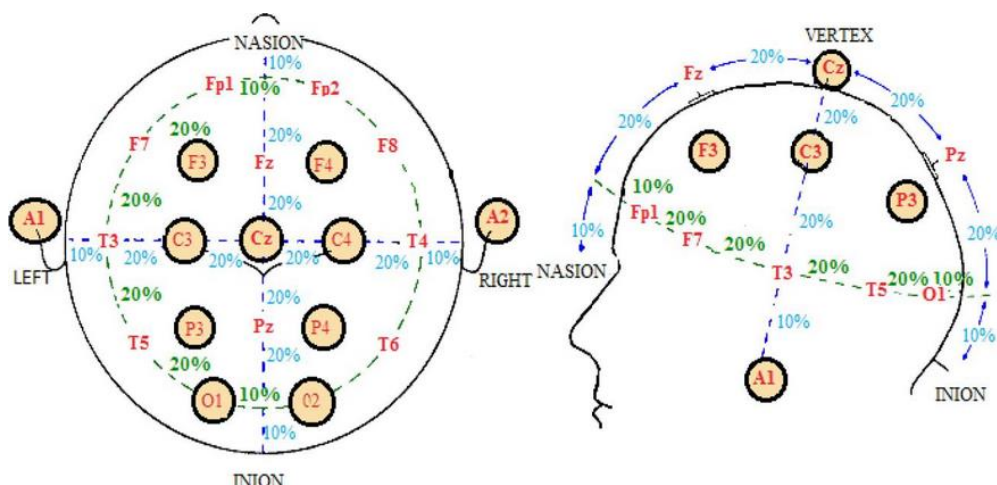 NASION
10%
Fp1
10%
Fp2
F7
20%
20%
F8
F3
Fz
F4
20%
20%
A1
A2
T3
C3
Cz
C4
T4
10%
20%
20%
20%
20%
10%
LEFT
RIGHT
20%
20%
P3
Pz
P4
T5
20%
T6
20%
O1
10%
02
10%
INION
VERTEX
20%
Cz
20%
Fz
20%
20%
F3
C3
Pz
10%
P3
Fp1
20%
20%
20%
F7
20%
10%
NASION
T3
20%
T5
20%
10%
O1
10%
10%
A1
INION